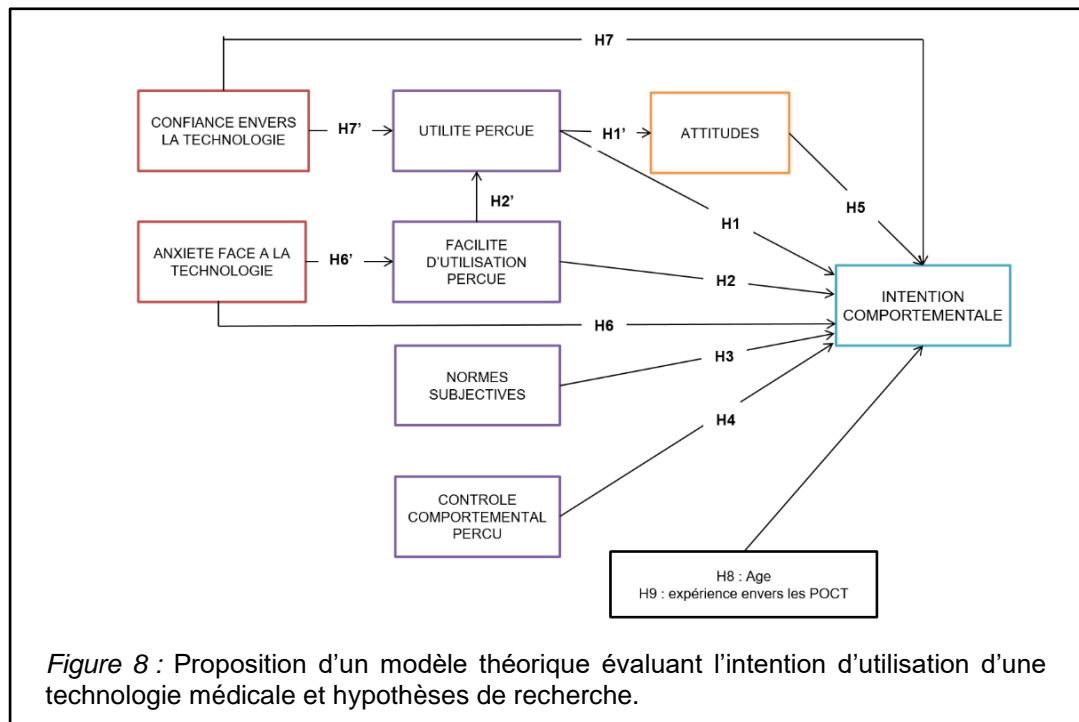 H7
CONFIANCE ENVERS
LA TECHNOLOGIE
H7’
UTILITE PERCUE
H1’
ATTITUDES
H2’
H1
H5
ANXIETE FACE A LA
TECHNOLOGIE
H6’
FACILITE
D’UTILISATION
PERCUE
H2
INTENTION
COMPORTEMENTALE
H6
NORMES
SUBJECTIVES
H3
H4
CONTROLE
COMPORTEMENTAL
PERCU
H8 : Age
H9 : expérience envers les POCT
Figure 8 : Proposition d’un modèle théorique évaluant l’intention d’utilisation d’une
technologie médicale et hypothèses de recherche.